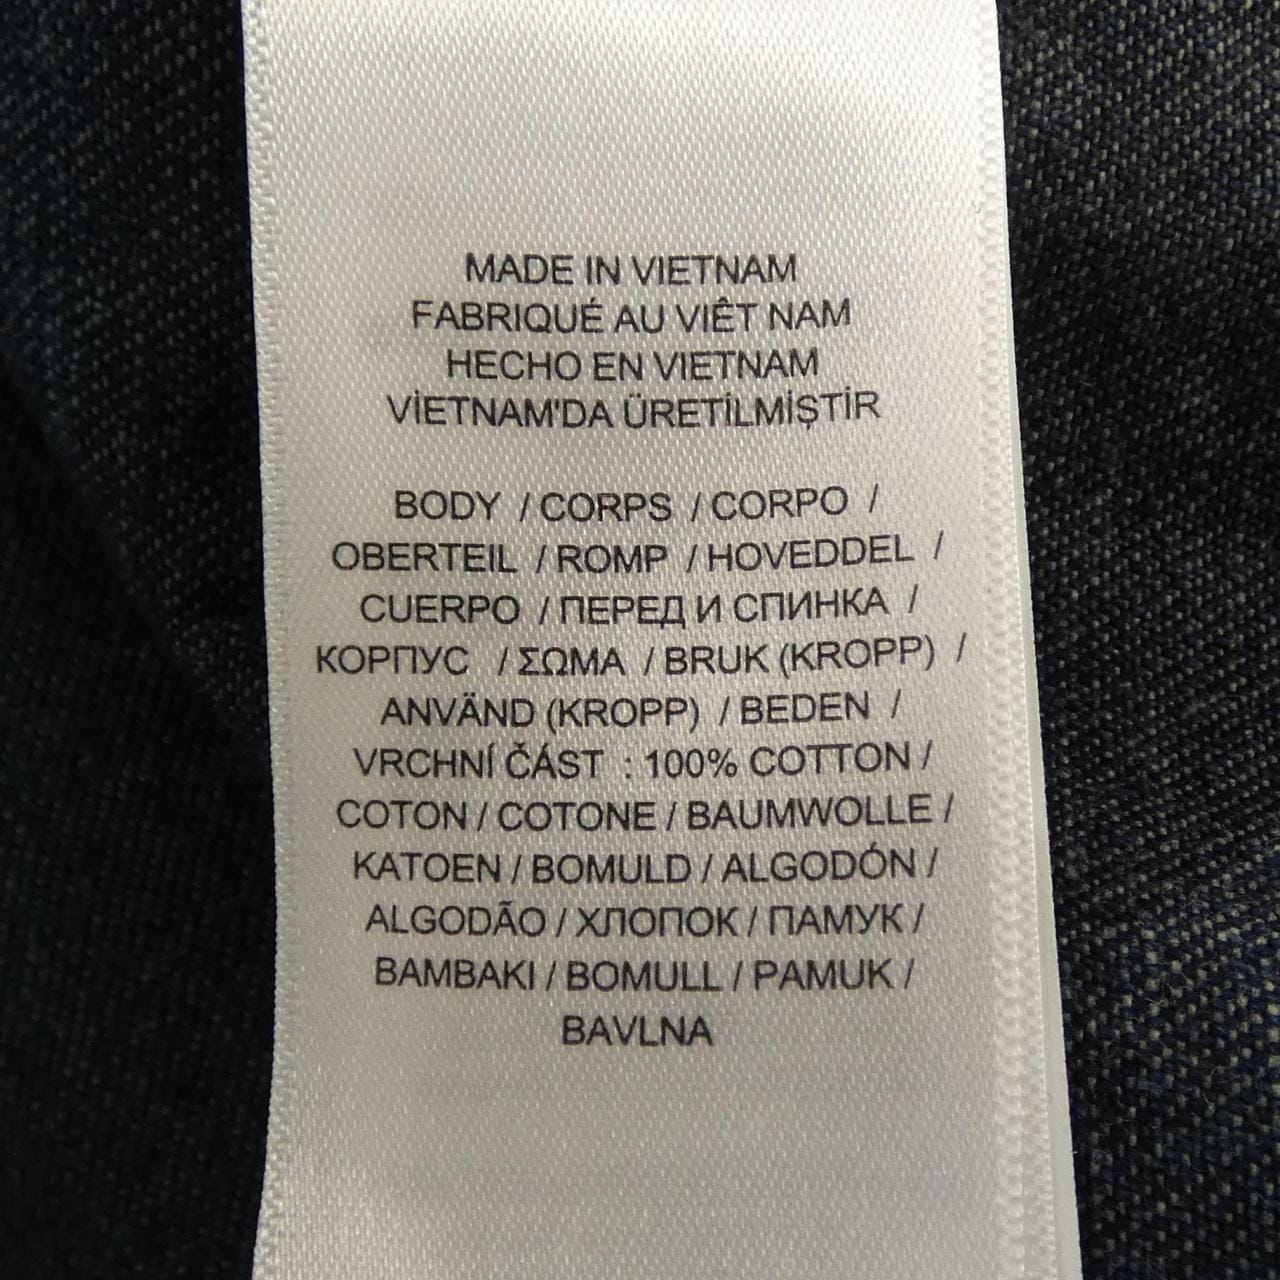 MADE IN VIETNAM
FABRIQUÉ AU VIÊT NAM
HECHO EN VIETNAM
VİETNAM'DA ÜRETİLMİŞTİR
BODY / CORPS / CORPO /
OBERTEIL / ROMP / HOVEDDEL /
CUERPO / ПЕРЕД И СПИНКА /
КОРПУС / ΣΩΜΑ / BRUK (KROPP) /
ANVÄND (KROPP) / BEDEN /
VRCHNÍ ČÁST : 100% COTTON /
COTON / COTONE / BAUMWOLLE /
KATOEN / BOMULD / ALGODÓN /
ALGODÃO / ХЛОПОК / ПАМУК /
BAMBAKI / BOMULL / PAMUK /
BAVLNA